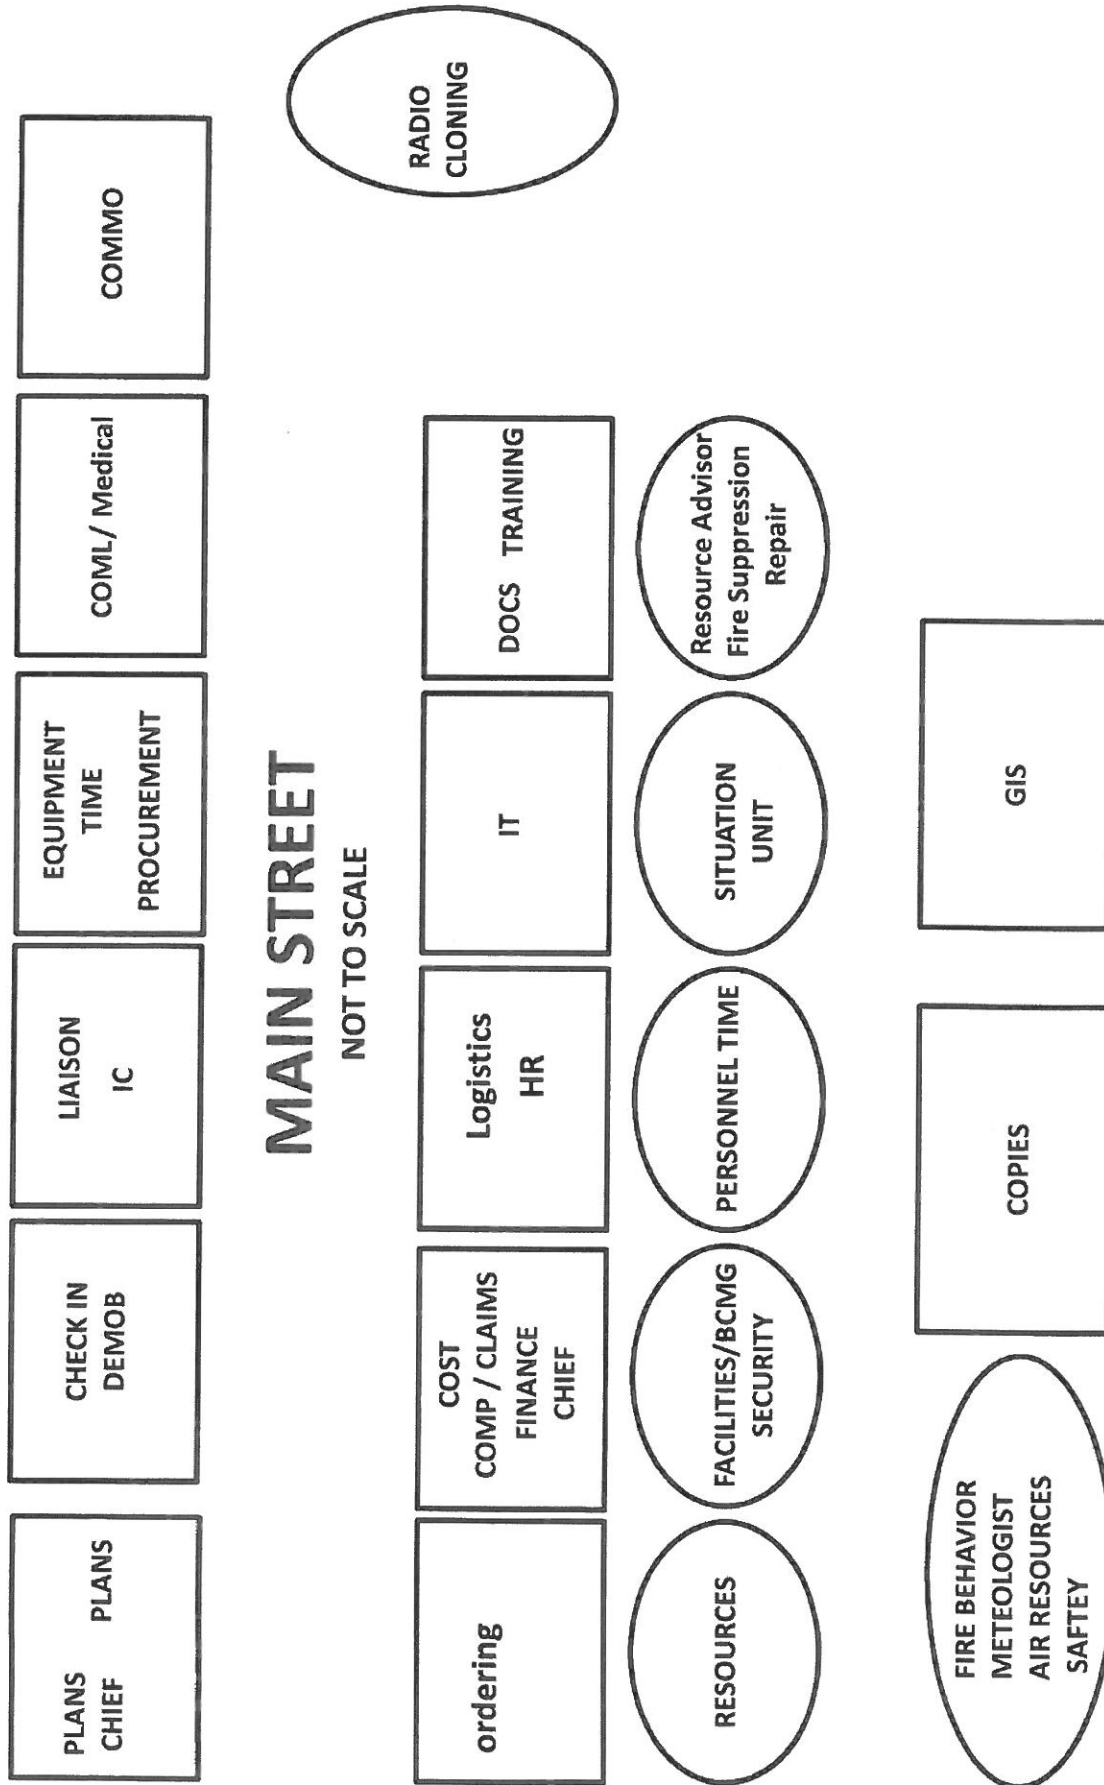 PLANS PLANS
CHIEF
CHECK IN
DEMOB
LIAISON
IC
EQUIPMENT
TIME
PROCUREMENT
COML/ Medical
COMMO
MAIN STREET
NOT TO SCALE
RADIO
CLONING
ordering
COST
COMP / CLAIMS
FINANCE
CHIEF
Logistics
HR
IT
DOCS TRAINING
RESOURCES
FACILITIES/BCMG
SECURITY
PERSONNEL TIME
SITUATION
UNIT
Resource Advisor
Fire Suppression
Repair
FIRE BEHAVIOR
METEOLOGIST
AIR RESOURCES
SAFTEY
COPIES
GIS